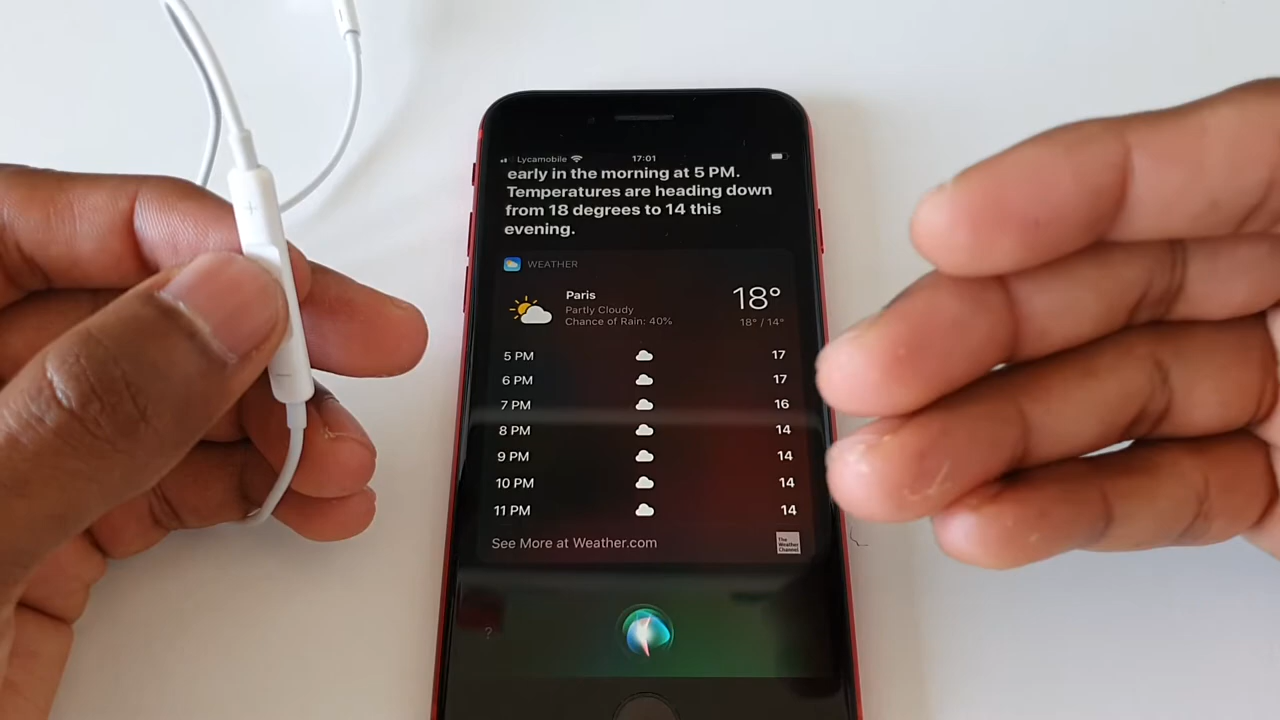 Lycamobile 17:01
early in the morning at 5 PM.
Temperatures are heading down
from 18 degrees to 14 this
evening.
WEATHER
Paris
Partly Cloudy
Chance of Rain: 40%
18°
18° / 14°
5 PM 17
6 PM 17
7 PM 16
8 PM 14
9 PM 14
10 PM 14
11 PM 14
See More at Weather.com
The
Weather
Channel
?
+